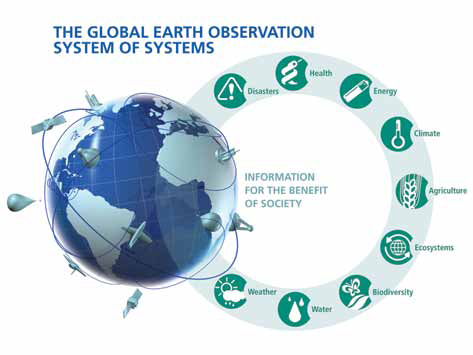 THE GLOBAL EARTH OBSERVATION
SYSTEM OF SYSTEMS
Health
Disasters
Energy
Climate
INFORMATION
FOR THE BENEFIT
OF SOCIETY
Agriculture
Ecosystems
Weather
Biodiversity
Water